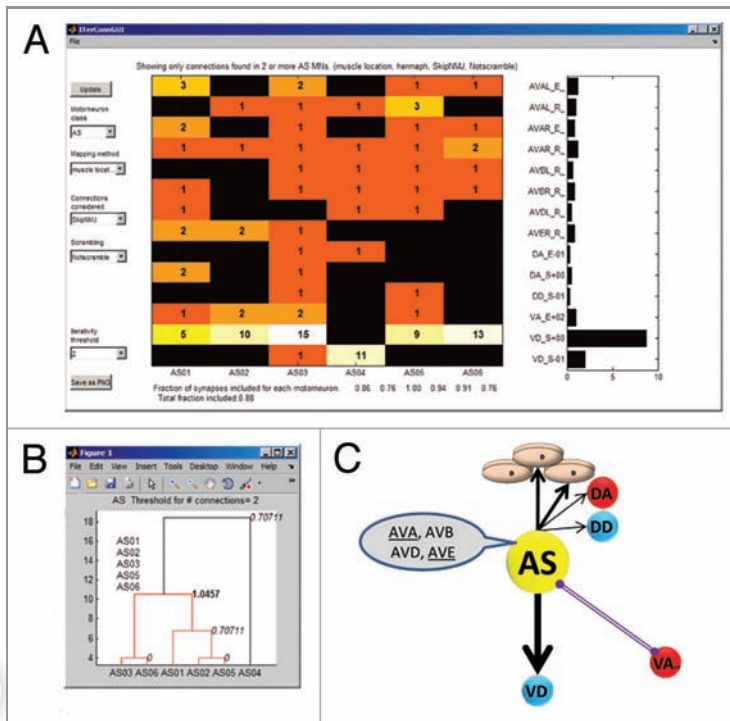 A
ITerConnGUI
File
Showing only connections found in 2 or more AS MNs. (muscle location, hermaph, SkipNMJ, Notscramble)
Update
Motorneuron
class
AS
Mapping method
muscle locat...
Connections
considered
SkipNMJ
Scrambling
Notscramble
Iterativity
threshold
2
Save as PNG
3 2 1 1
1 1 1 3
2 1 1 1
1 1 1 1 1 2
1 1 1 1
1 1 1 1 1
1 1 1
2 2 1
1 1
2 1
1 1
1 2 2 1
5 10 15 9 13
1 11
AS01 AS02 AS03 AS04 AS05 AS06
Fraction of synapses included for each motorneuron: 0.86 0.76 1.00 0.94 0.91 0.76
Total fraction included 0.88
AVAL_E_
AVAL_R_
AVAR_E_
AVAR_R_
AVBL_R_
AVBR_R_
AVDL_R_
AVER_R_
DA_E-01
DA_S+00
DD_S-01
VA_E+02
VD_S+00
VD_S-01
0 5 10
B
Figure 1
File Edit View Insert Tools Desktop Window Help
AS Threshold for # connections= 2
18
16
14
12
10
8
6
4
AS01
AS02
AS03
AS05
AS06
0.70711
1.0457
0.70711
0 0
AS03 AS06 AS01 AS02 AS05 AS04
C
DA
DD
AVA, AVB
AVD, AVE
AS
VA
VD